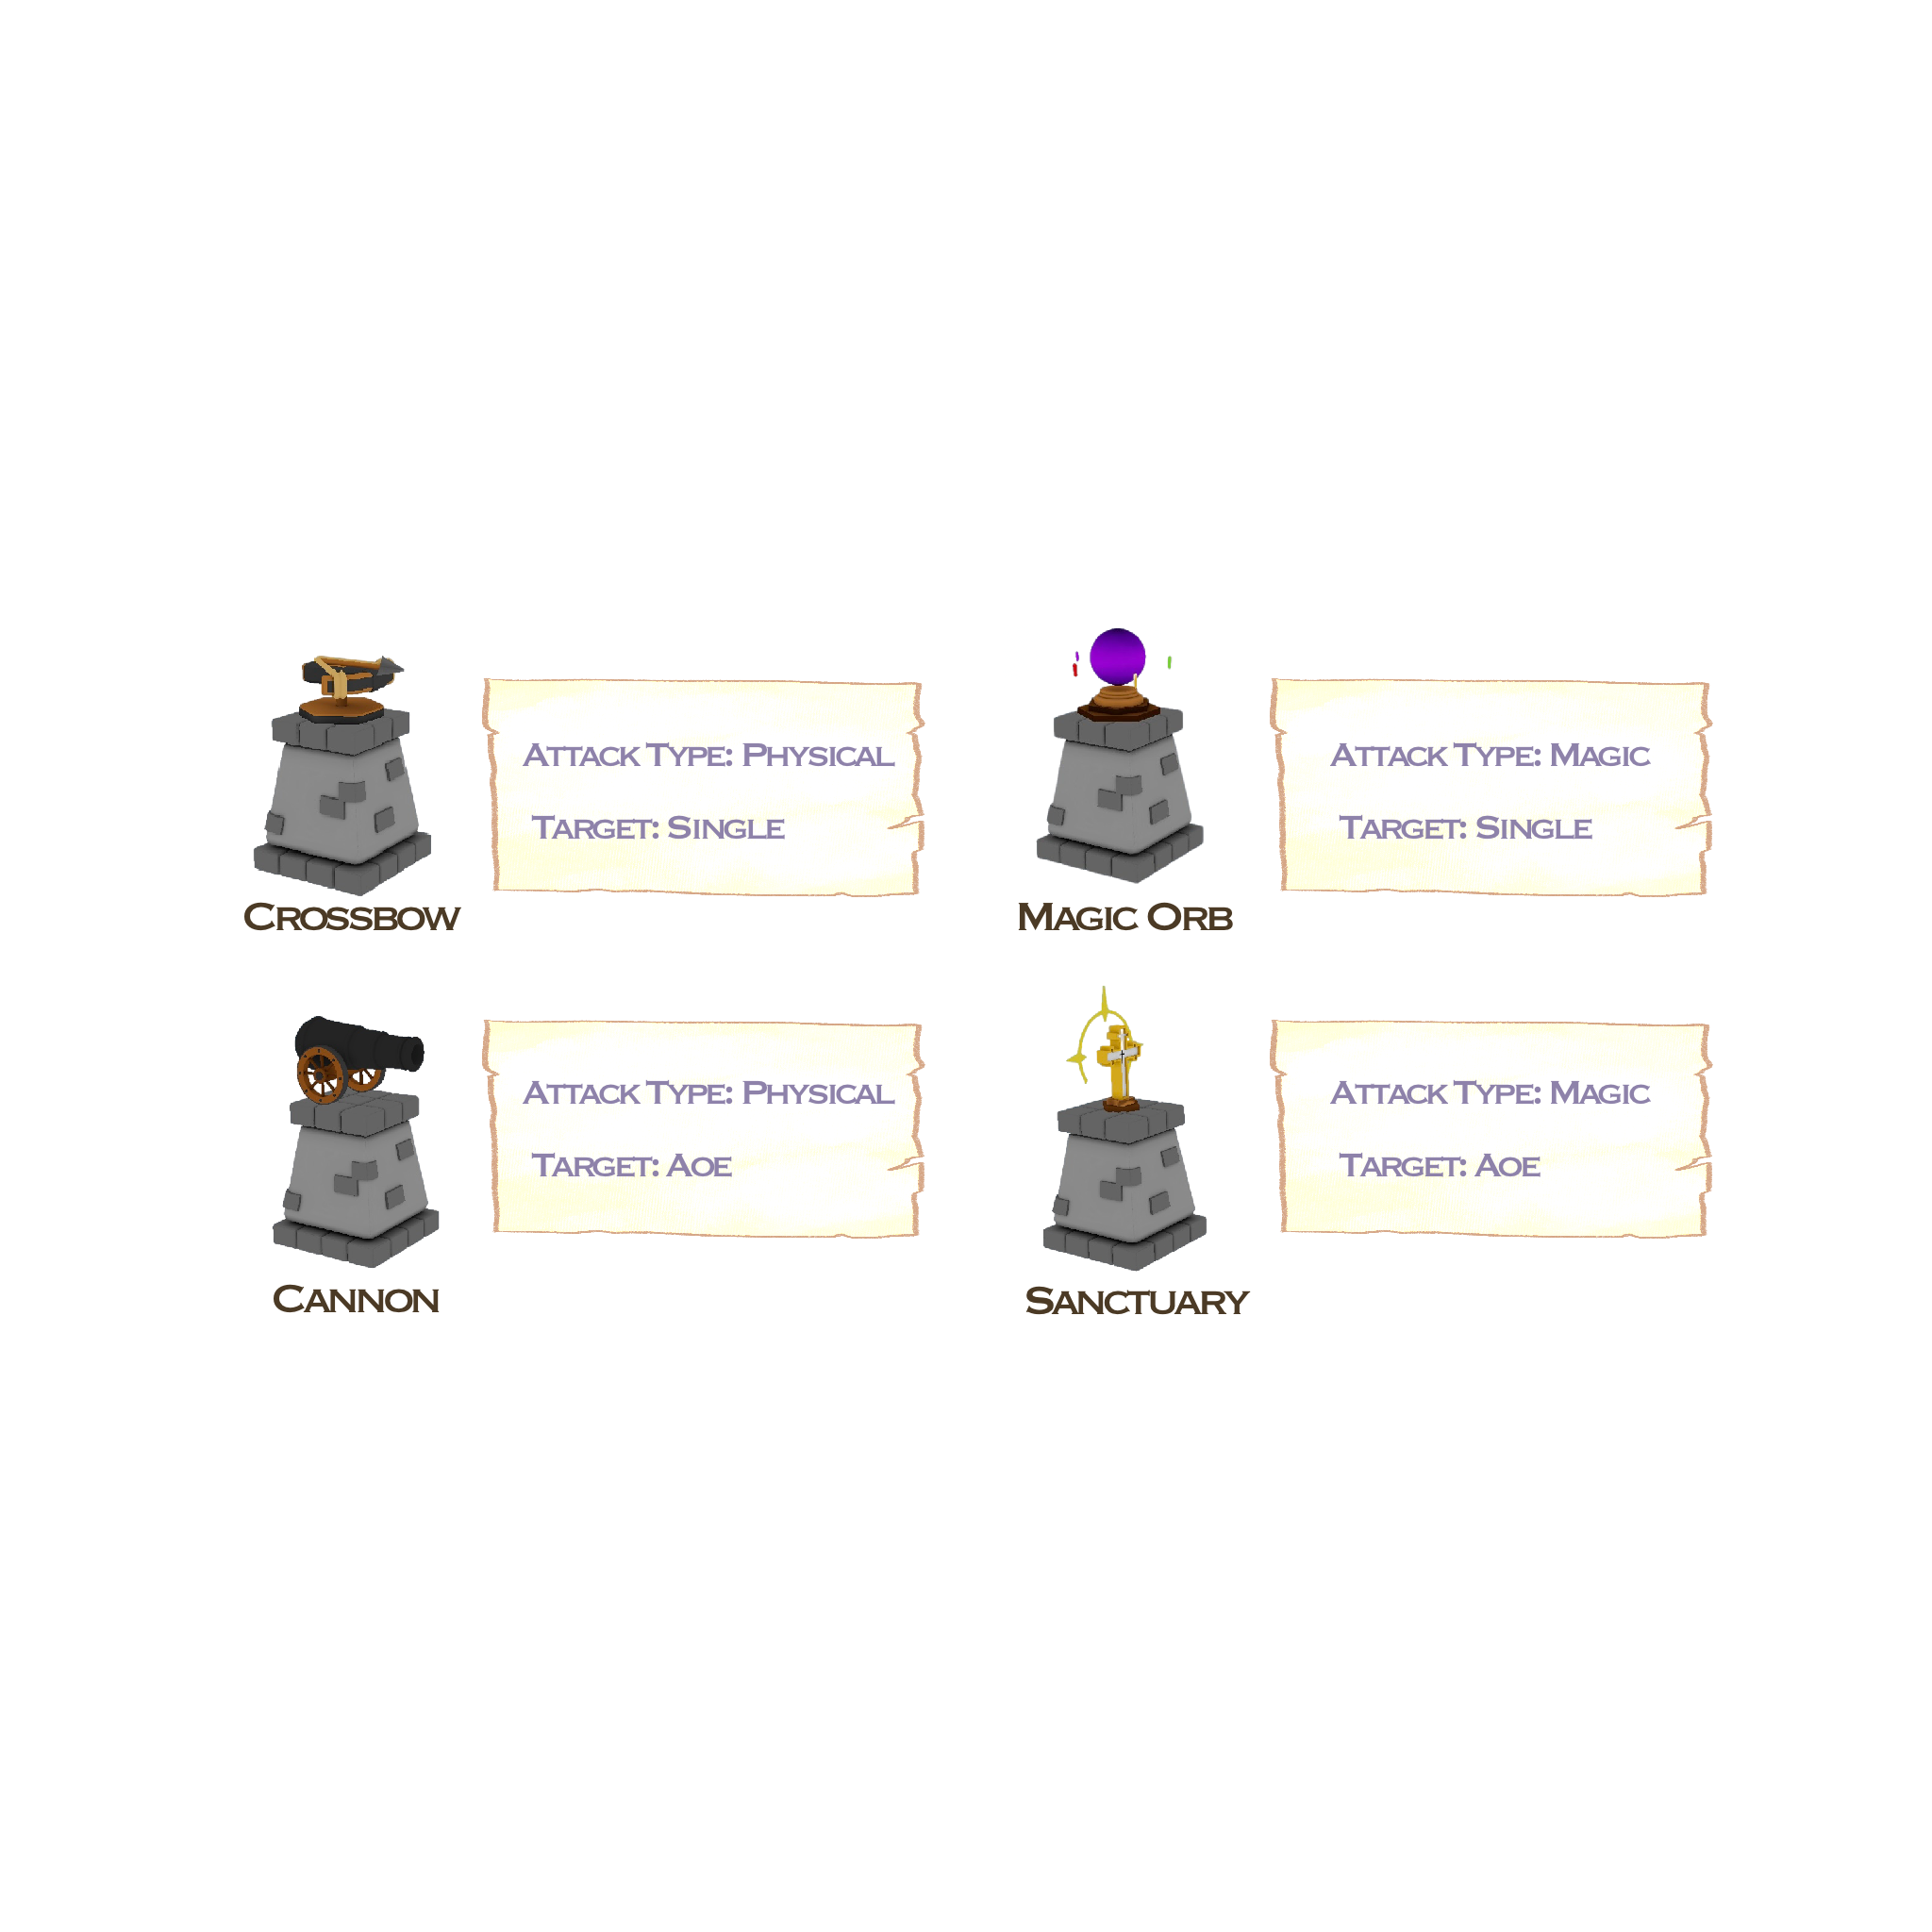 Attack Type: Physical
Target: Single
Crossbow
Attack Type: Magic
Target: Single
Magic Orb
Attack Type: Physical
Target: Aoe
Cannon
Attack Type: Magic
Target: Aoe
Sanctuary